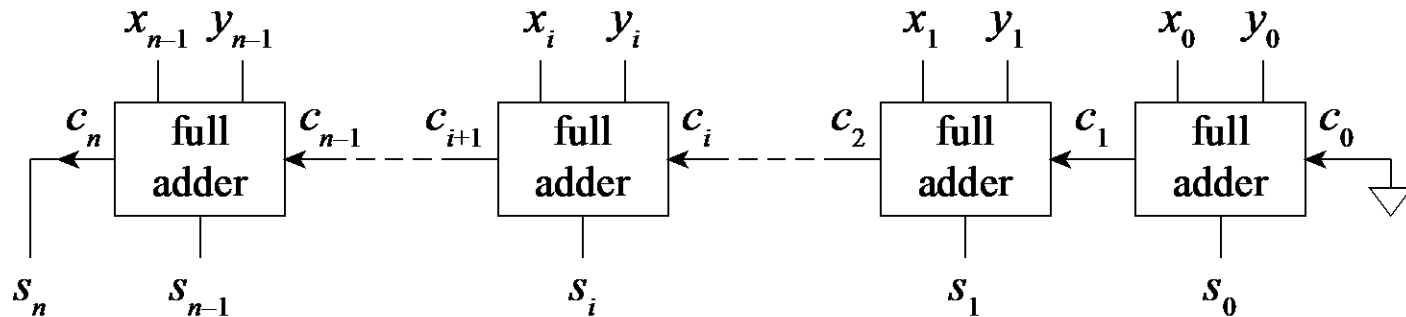 x_{n–1} y_{n–1} x_i y_i x_1 y_1 x_0 y_0
c_n full adder c_{n–1} c_{i+1} full adder c_i c_2 full adder c_1 full adder c_0
s_n s_{n–1} s_i s_1 s_0